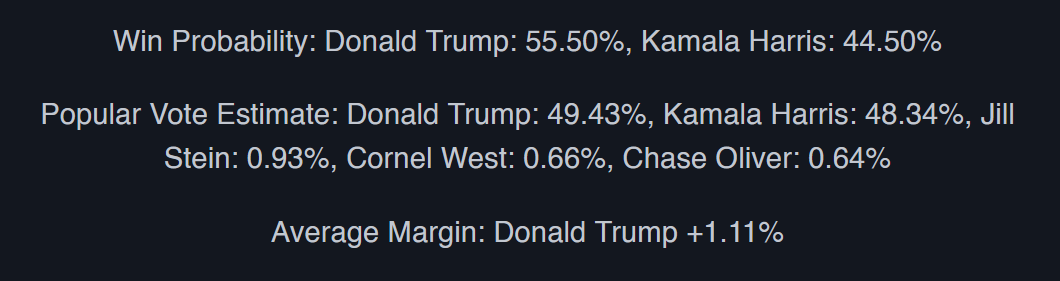 Win Probability: Donald Trump: 55.50%, Kamala Harris: 44.50%
Popular Vote Estimate: Donald Trump: 49.43%, Kamala Harris: 48.34%, Jill
Stein: 0.93%, Cornel West: 0.66%, Chase Oliver: 0.64%
Average Margin: Donald Trump +1.11%